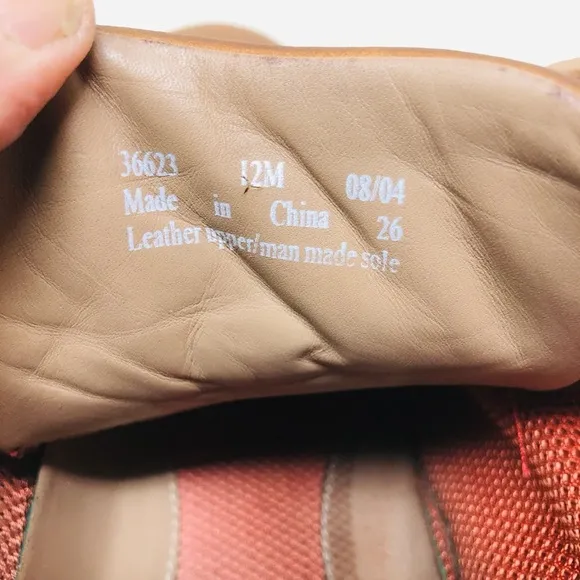 36623 12M 08/04
Made in China 26
Leather upper/man made sole